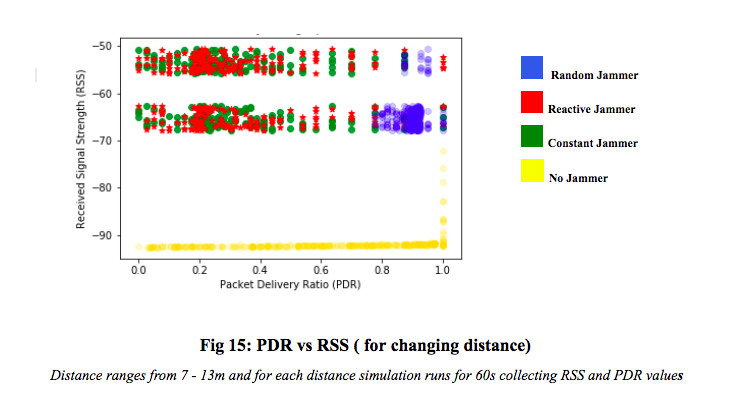 −50
−60
−70
−80
−90
Received Signal Strength (RSS)
0.0 0.2 0.4 0.6 0.8 1.0
Packet Delivery Ratio (PDR)
Random Jammer
Reactive Jammer
Constant Jammer
No Jammer
Fig 15: PDR vs RSS ( for changing distance)
Distance ranges from 7 - 13m and for each distance simulation runs for 60s collecting RSS and PDR values